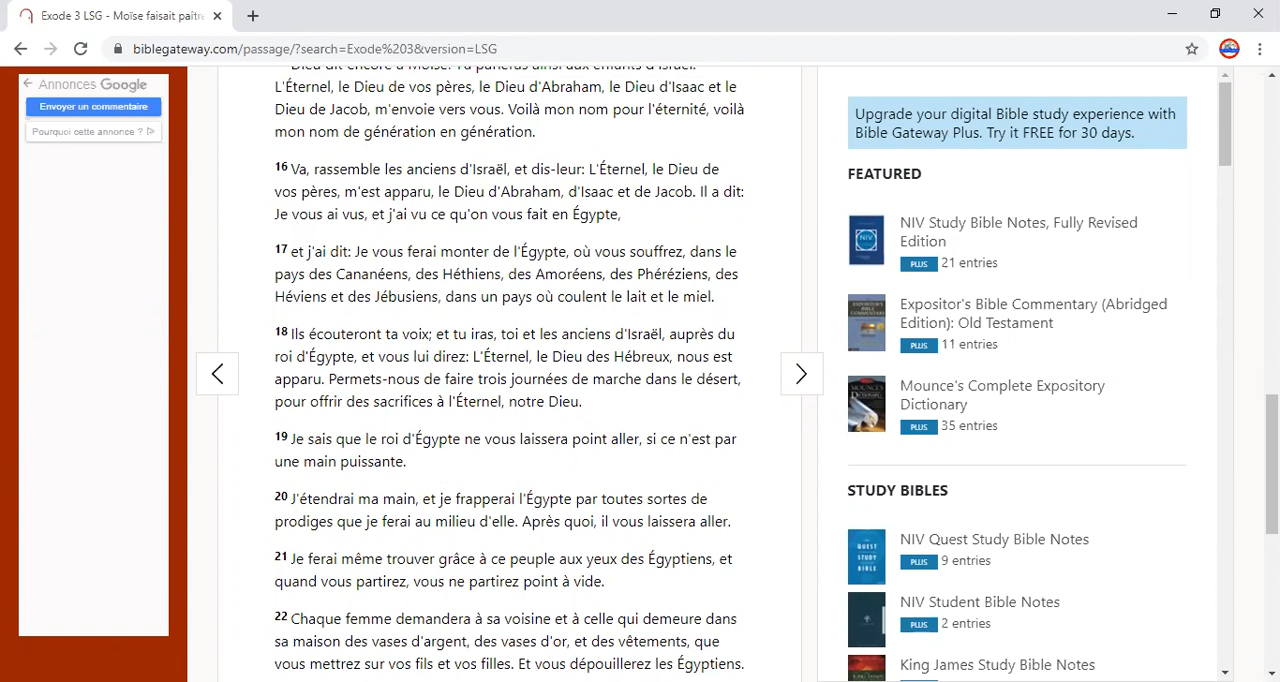 Exode 3 LSG - Moïse faisait paître
biblegateway.com/passage/?search=Exode%203&version=LSG
Annonces Google
Envoyer un commentaire
Pourquoi cette annonce ?
Dieu dit encore à Moïse: Tu parleras ainsi aux enfants d'Israël:
L'Éternel, le Dieu de vos pères, le Dieu d'Abraham, le Dieu d'Isaac et le
Dieu de Jacob, m'envoie vers vous. Voilà mon nom pour l'éternité, voilà
mon nom de génération en génération.
16 Va, rassemble les anciens d'Israël, et dis-leur: L'Éternel, le Dieu de
vos pères, m'est apparu, le Dieu d'Abraham, d'Isaac et de Jacob. Il a dit:
Je vous ai vus, et j'ai vu ce qu'on vous fait en Égypte,
17 et j'ai dit: Je vous ferai monter de l'Égypte, où vous souffrez, dans le
pays des Cananéens, des Héthiens, des Amoréens, des Phéréziens, des
Héviens et des Jébusiens, dans un pays où coulent le lait et le miel.
18 Ils écouteront ta voix; et tu iras, toi et les anciens d'Israël, auprès du
roi d'Égypte, et vous lui direz: L'Éternel, le Dieu des Hébreux, nous est
apparu. Permets-nous de faire trois journées de marche dans le désert,
pour offrir des sacrifices à l'Éternel, notre Dieu.
19 Je sais que le roi d'Égypte ne vous laissera point aller, si ce n'est par
une main puissante.
20 J'étendrai ma main, et je frapperai l'Égypte par toutes sortes de
prodiges que je ferai au milieu d'elle. Après quoi, il vous laissera aller.
21 Je ferai même trouver grâce à ce peuple aux yeux des Égyptiens, et
quand vous partirez, vous ne partirez point à vide.
22 Chaque femme demandera à sa voisine et à celle qui demeure dans
sa maison des vases d'argent, des vases d'or, et des vêtements, que
vous mettrez sur vos fils et vos filles. Et vous dépouillerez les Égyptiens.
Upgrade your digital Bible study experience with
Bible Gateway Plus. Try it FREE for 30 days.
FEATURED
NIV Study Bible Notes, Fully Revised
Edition
PLUS 21 entries
Expositor's Bible Commentary (Abridged
Edition): Old Testament
PLUS 11 entries
Mounce's Complete Expository
Dictionary
PLUS 35 entries
STUDY BIBLES
NIV Quest Study Bible Notes
PLUS 9 entries
NIV Student Bible Notes
PLUS 2 entries
King James Study Bible Notes